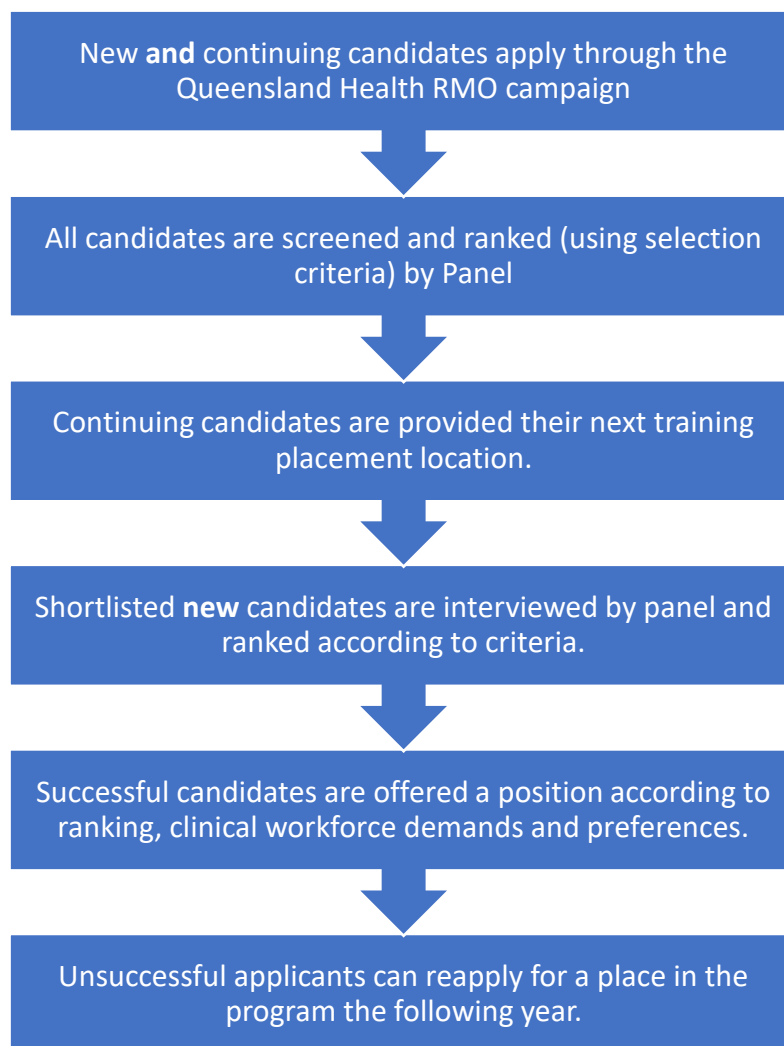 New and continuing candidates apply through the
Queensland Health RMO campaign
All candidates are screened and ranked (using selection
criteria) by Panel
Continuing candidates are provided their next training
placement location.
Shortlisted new candidates are interviewed by panel and
ranked according to criteria.
Successful candidates are offered a position according to
ranking, clinical workforce demands and preferences.
Unsuccessful applicants can reapply for a place in the
program the following year.